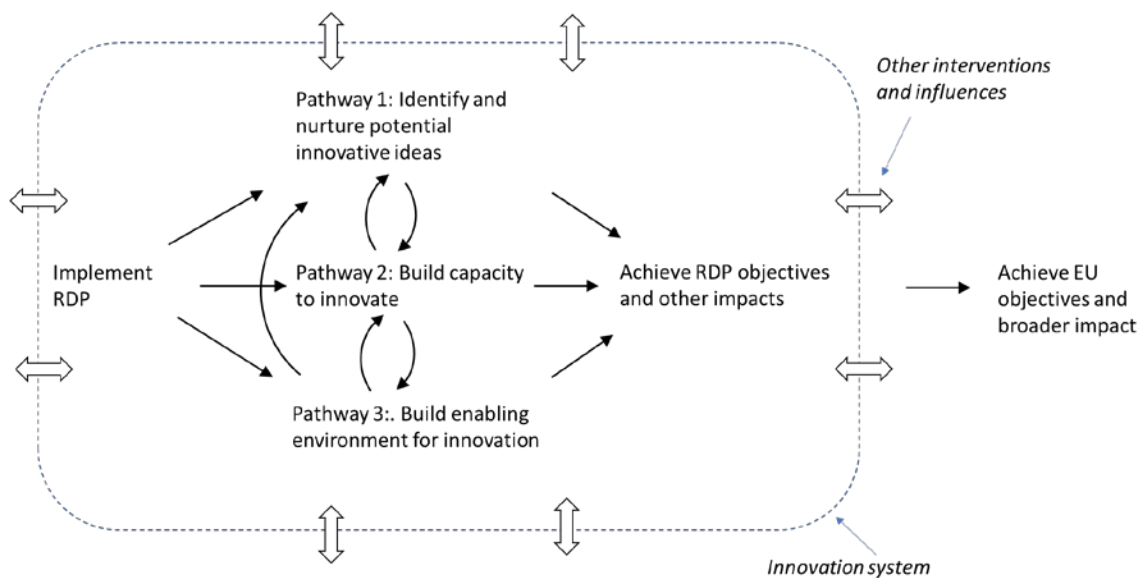 Other interventions
and influences
Pathway 1: Identify and
nurture potential
innovative ideas
Implement
RDP
Pathway 2: Build capacity
to innovate
Achieve RDP objectives
and other impacts
Achieve EU
objectives and
broader impact
Pathway 3:. Build enabling
environment for innovation
Innovation system